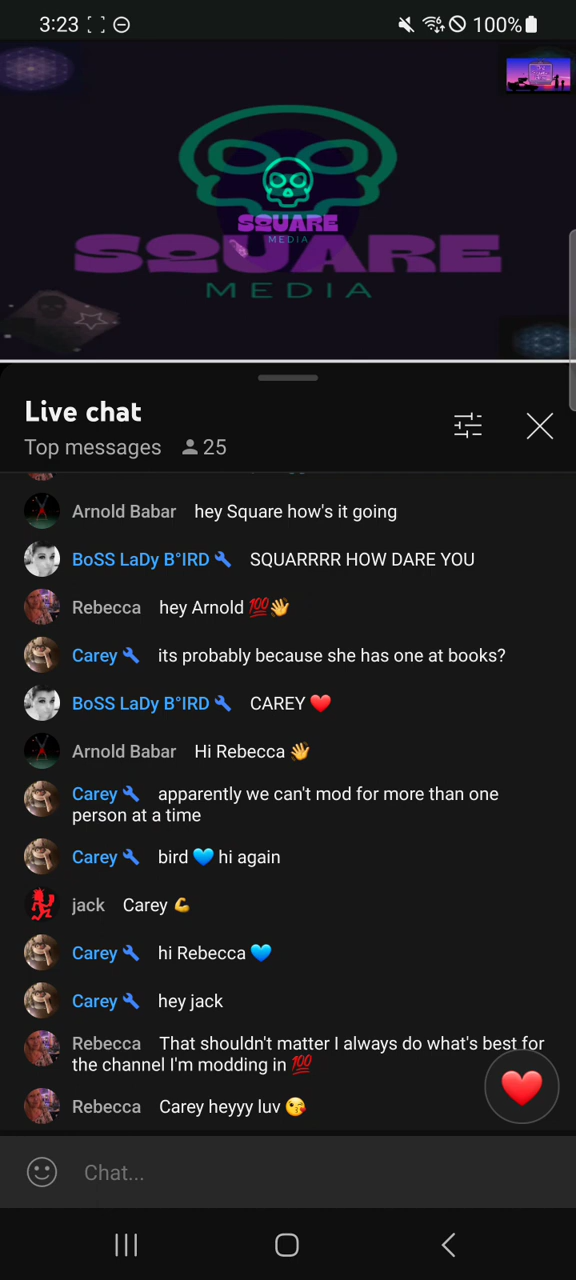 3:23 100%
SQUARE
MEDIA
SQUARE
MEDIA
Live chat
Top messages 25
Arnold Babar hey Square how's it going
BoSS LaDy B°IRD SQUARRRR HOW DARE YOU
Rebecca hey Arnold 💯👋
Carey its probably because she has one at books?
BoSS LaDy B°IRD CAREY ❤️
Arnold Babar Hi Rebecca 👋
Carey apparently we can't mod for more than one
person at a time
Carey bird 💙 hi again
jack Carey 💪
Carey hi Rebecca 💙
Carey hey jack
Rebecca That shouldn't matter I always do what's best for
the channel I'm modding in 💯
Rebecca Carey heyyy luv 😘
Chat...